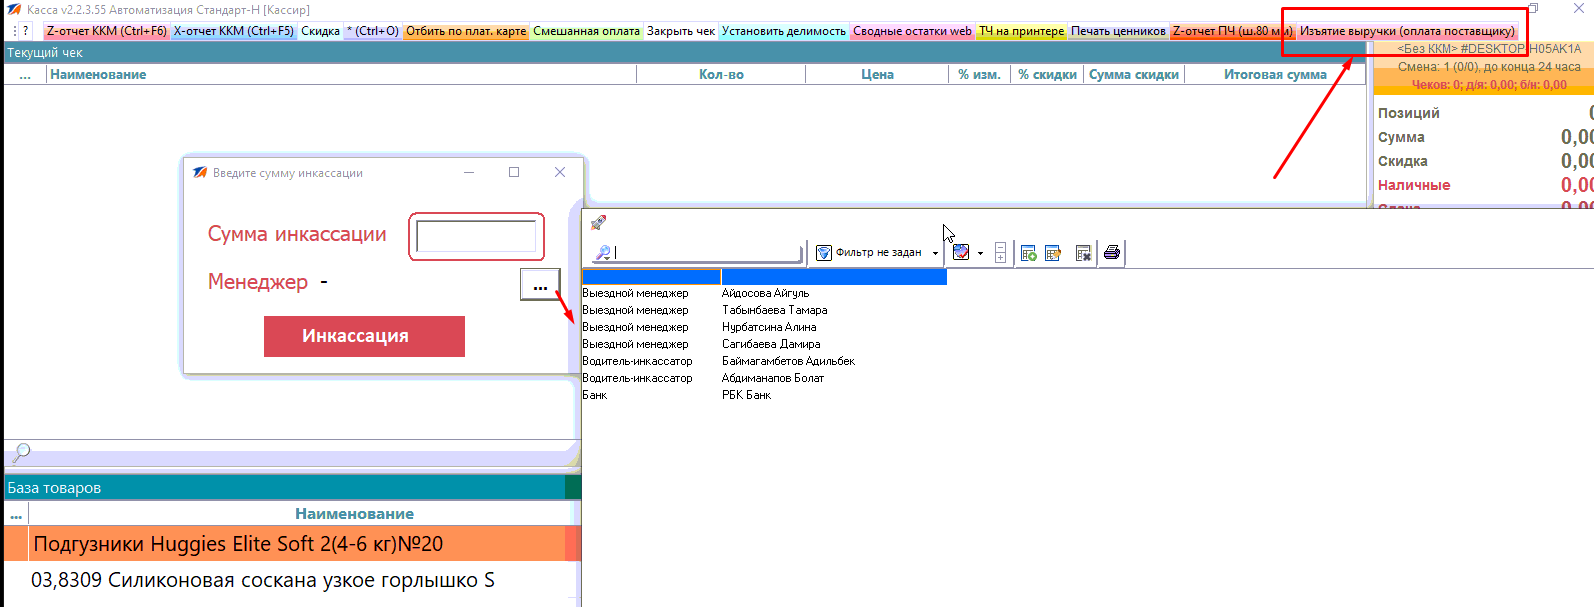 Касса v2.2.3.55 Автоматизация Стандарт-Н [Кассир]
? Z-отчет ККМ (Ctrl+F6) X-отчет ККМ (Ctrl+F5) Скидка * (Ctrl+O) Отбить по плат. карте Смешанная оплата Закрыть чек Установить делимость Сводные остатки web ТЧ на принтере Печать ценников Z-отчет ПЧ (ш.80 мм) Изъятие выручки (оплата поставщику)
Текущий чек
<Без ККМ> #DESKTOP-H05AK1A
Смена: 1 (0/0), до конца 24 часа
Чеков: 0; д/я: 0,00; б/н: 0,00
... Наименование Кол-во Цена % изм. % скидки Сумма скидки Итоговая сумма
Позиций 0
Сумма 0,00
Скидка 0,00
Наличные 0,00
Введите сумму инкассации
Сумма инкассации
Менеджер - ...
Инкассация
Фильтр не задан
Выездной менеджер Айдосова Айгуль
Выездной менеджер Табынбаева Тамара
Выездной менеджер Нурбатсина Алина
Выездной менеджер Сагибаева Дамира
Водитель-инкассатор Баймагамбетов Адильбек
Водитель-инкассатор Абдиманапов Болат
Банк РБК Банк
База товаров
... Наименование
Подгузники Huggies Elite Soft 2(4-6 кг)№20
03,8309 Силиконовая соскана узкое горлышко S